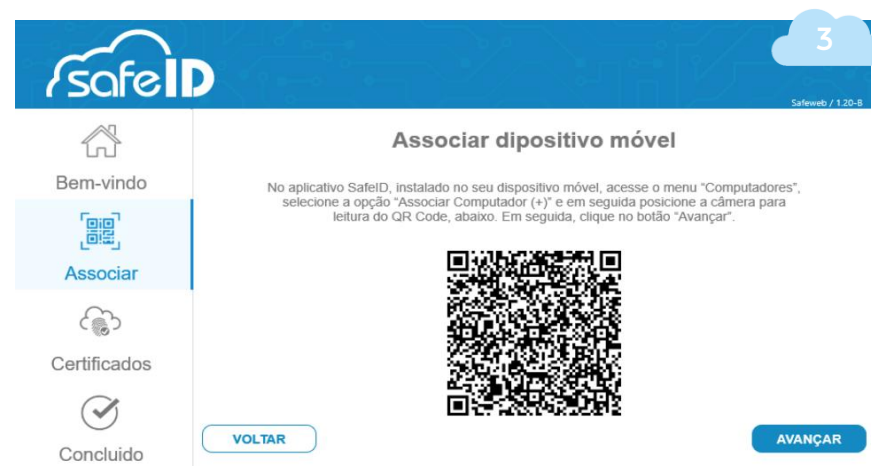 3
safeID
Safeweb / 1.20-B
Bem-vindo
Associar
Certificados
Concluido
Associar dipositivo móvel
No aplicativo SafeID, instalado no seu dispositivo móvel, acesse o menu "Computadores",
selecione a opção "Associar Computador (+)" e em seguida posicione a câmera para
leitura do QR Code, abaixo. Em seguida, clique no botão "Avançar".
VOLTAR
AVANÇAR